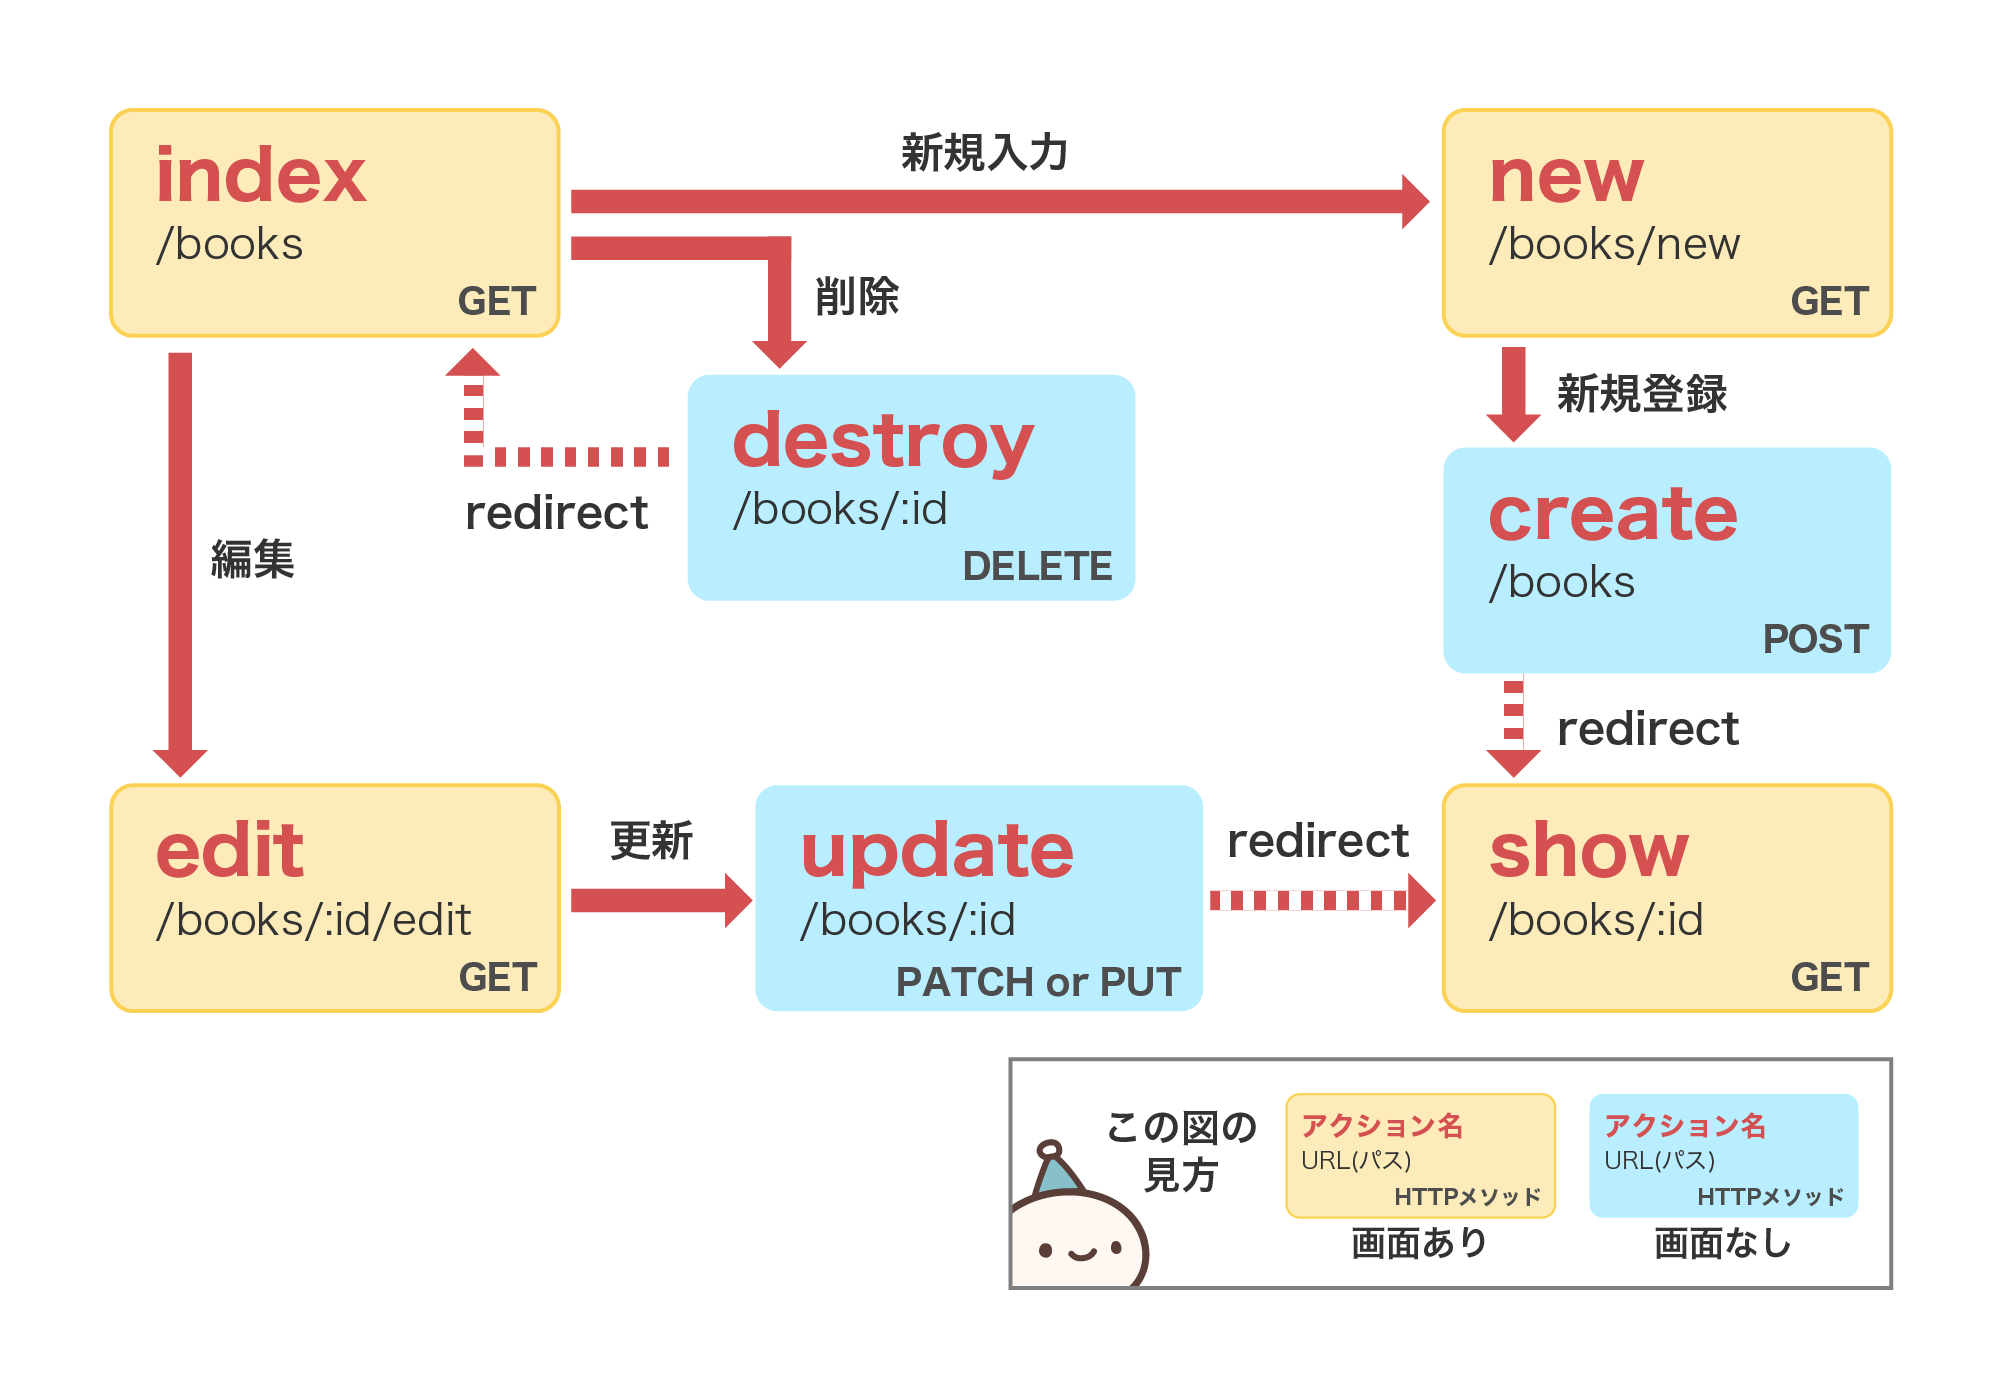 index
/books
GET
新規入力
new
/books/new
GET
削除
destroy
/books/:id
DELETE
redirect
編集
新規登録
create
/books
POST
redirect
edit
/books/:id/edit
GET
更新
update
/books/:id
PATCH or PUT
redirect
show
/books/:id
GET
この図の
見方
アクション名
URL(パス)
HTTPメソッド
画面あり
アクション名
URL(パス)
HTTPメソッド
画面なし